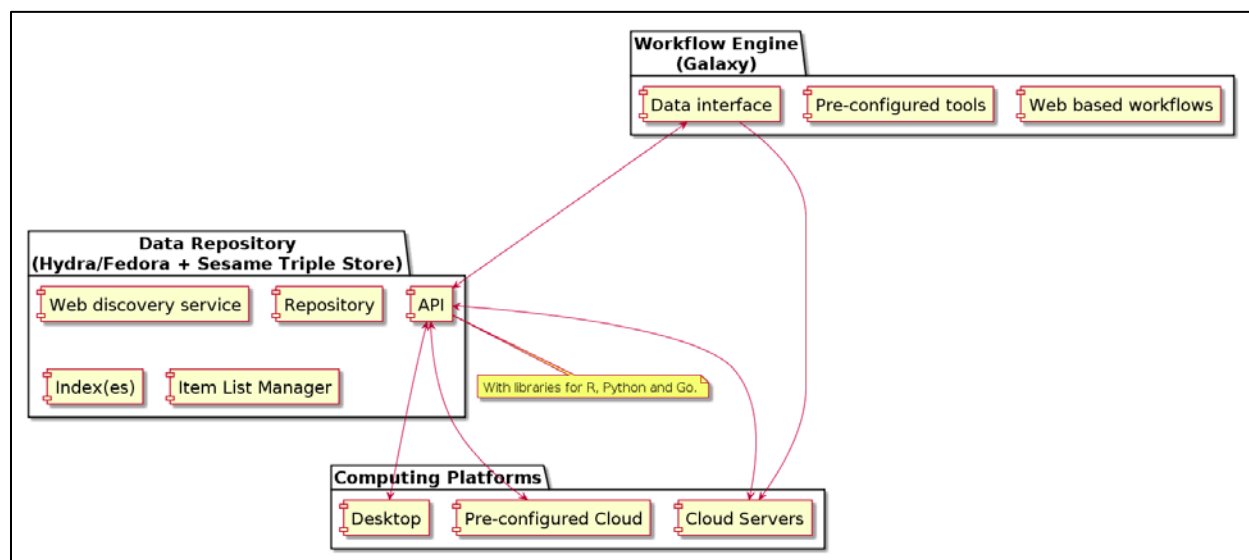 Workflow Engine
(Galaxy)
Data interface
Pre-configured tools
Web based workflows
Data Repository
(Hydra/Fedora + Sesame Triple Store)
Web discovery service
Repository
API
Index(es)
Item List Manager
With libraries for R, Python and Go.
Computing Platforms
Desktop
Pre-configured Cloud
Cloud Servers